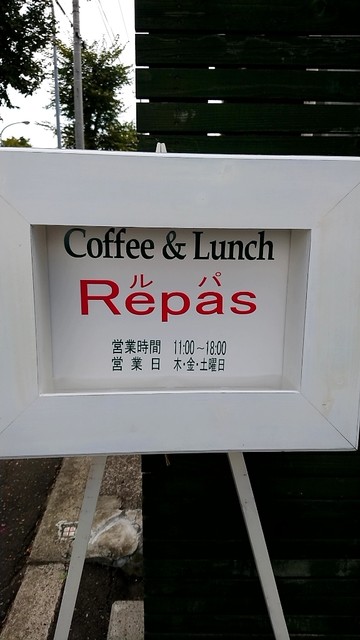 Coffee & Lunch
ル パ
Repas
営業時間 11:00～18:00
営業日 木・金・土曜日